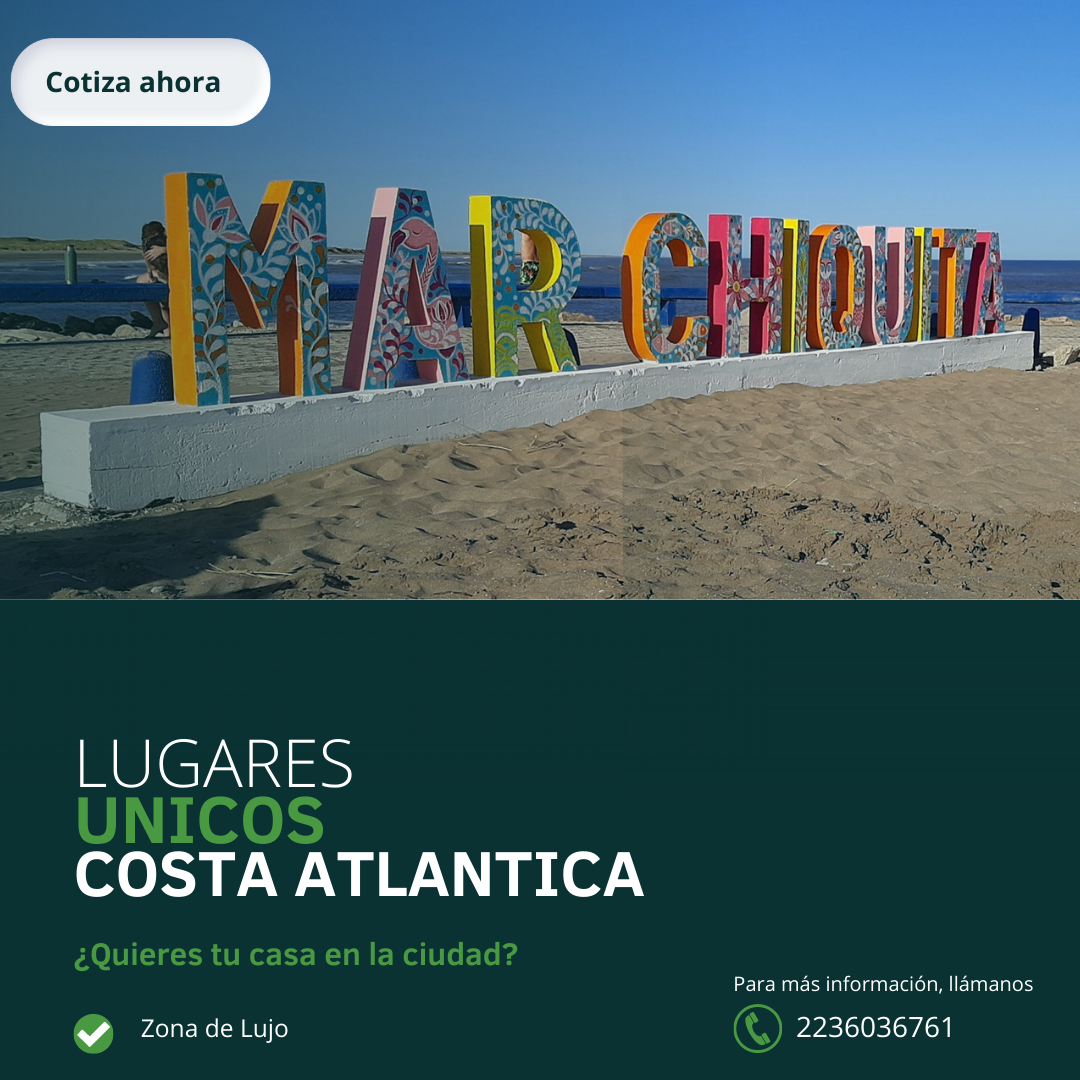 Cotiza ahora
MAR CHIQUITA
LUGARES
UNICOS
COSTA ATLANTICA
¿Quieres tu casa en la ciudad?
Zona de Lujo
Para más información, llámanos
2236036761